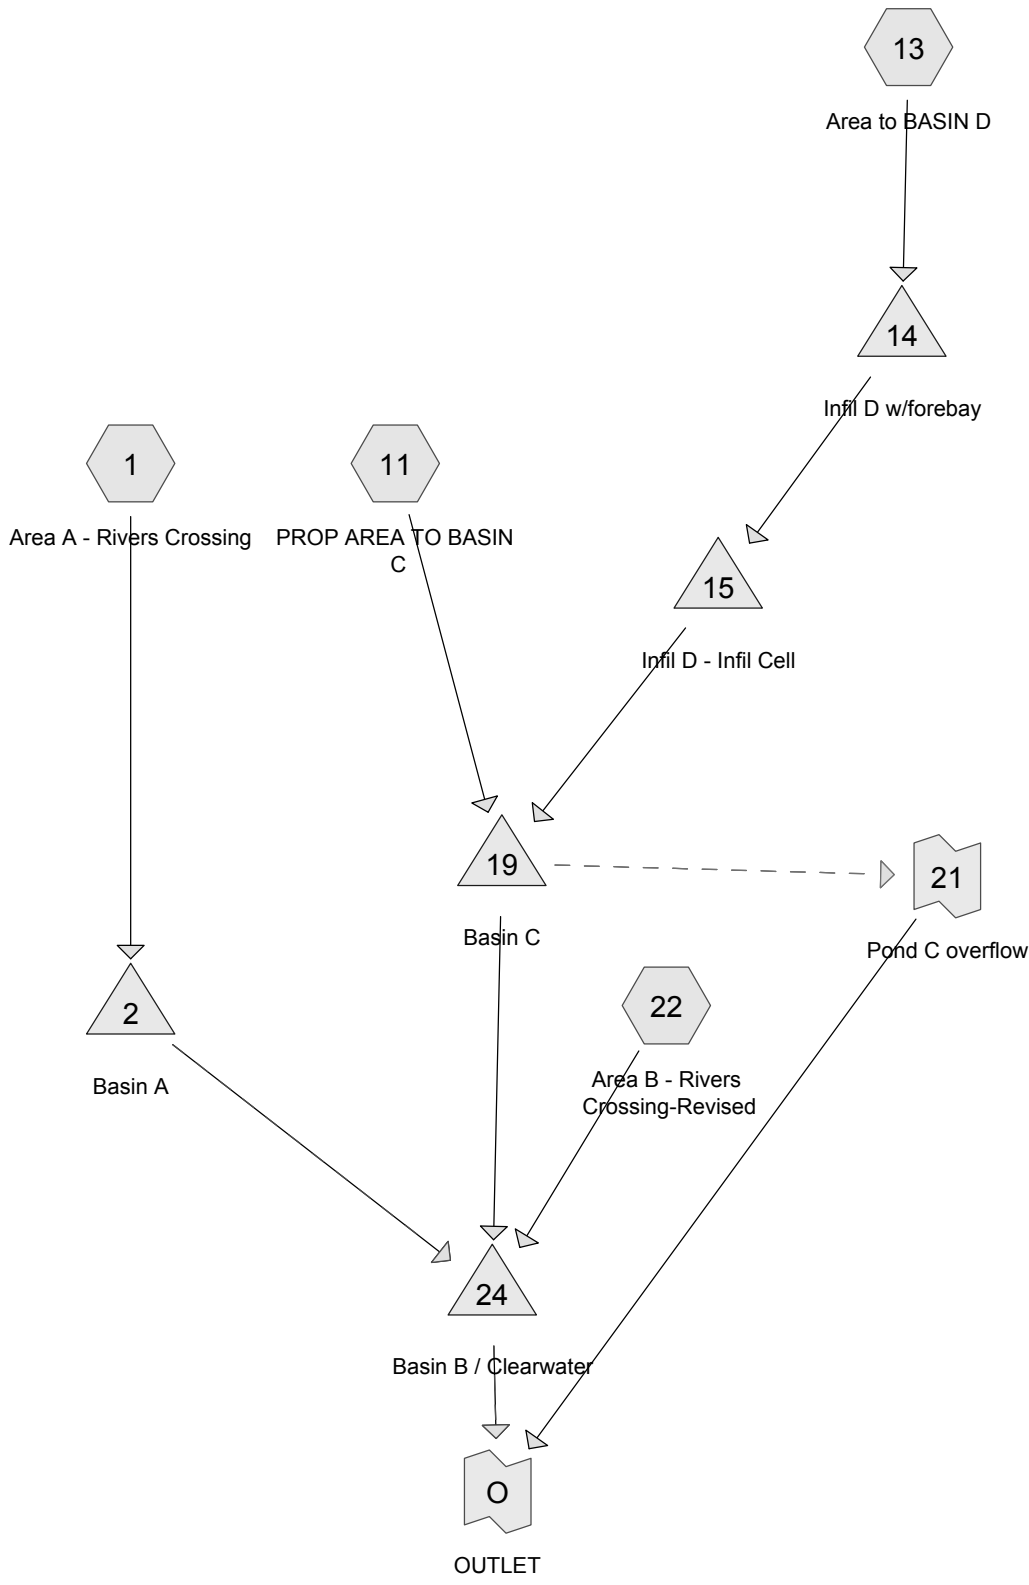 13
Area to BASIN D
14
Infil D w/forebay
1
Area A - Rivers Crossing
11
PROP AREA TO BASIN
C
15
Infil D - Infil Cell
19
Basin C
21
Pond C overflow
2
Basin A
22
Area B - Rivers
Crossing-Revised
24
Basin B / Clearwater
O
OUTLET